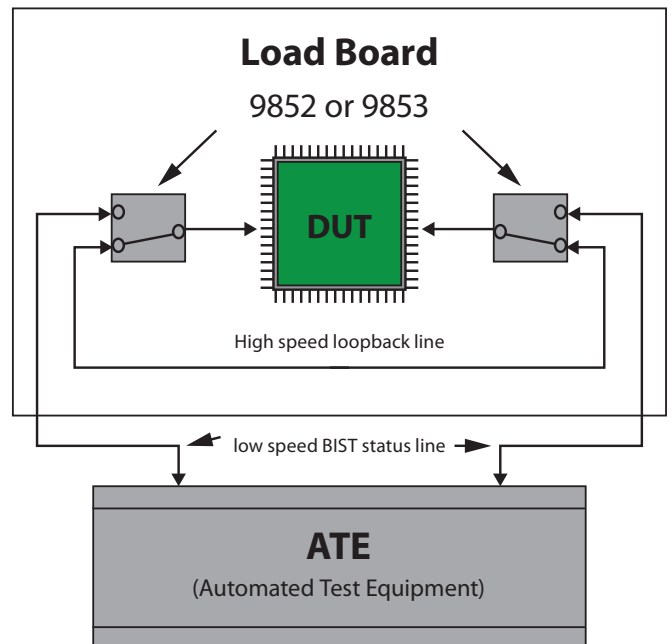 Load Board
9852 or 9853
DUT
High speed loopback line
low speed BIST status line
ATE
(Automated Test Equipment)